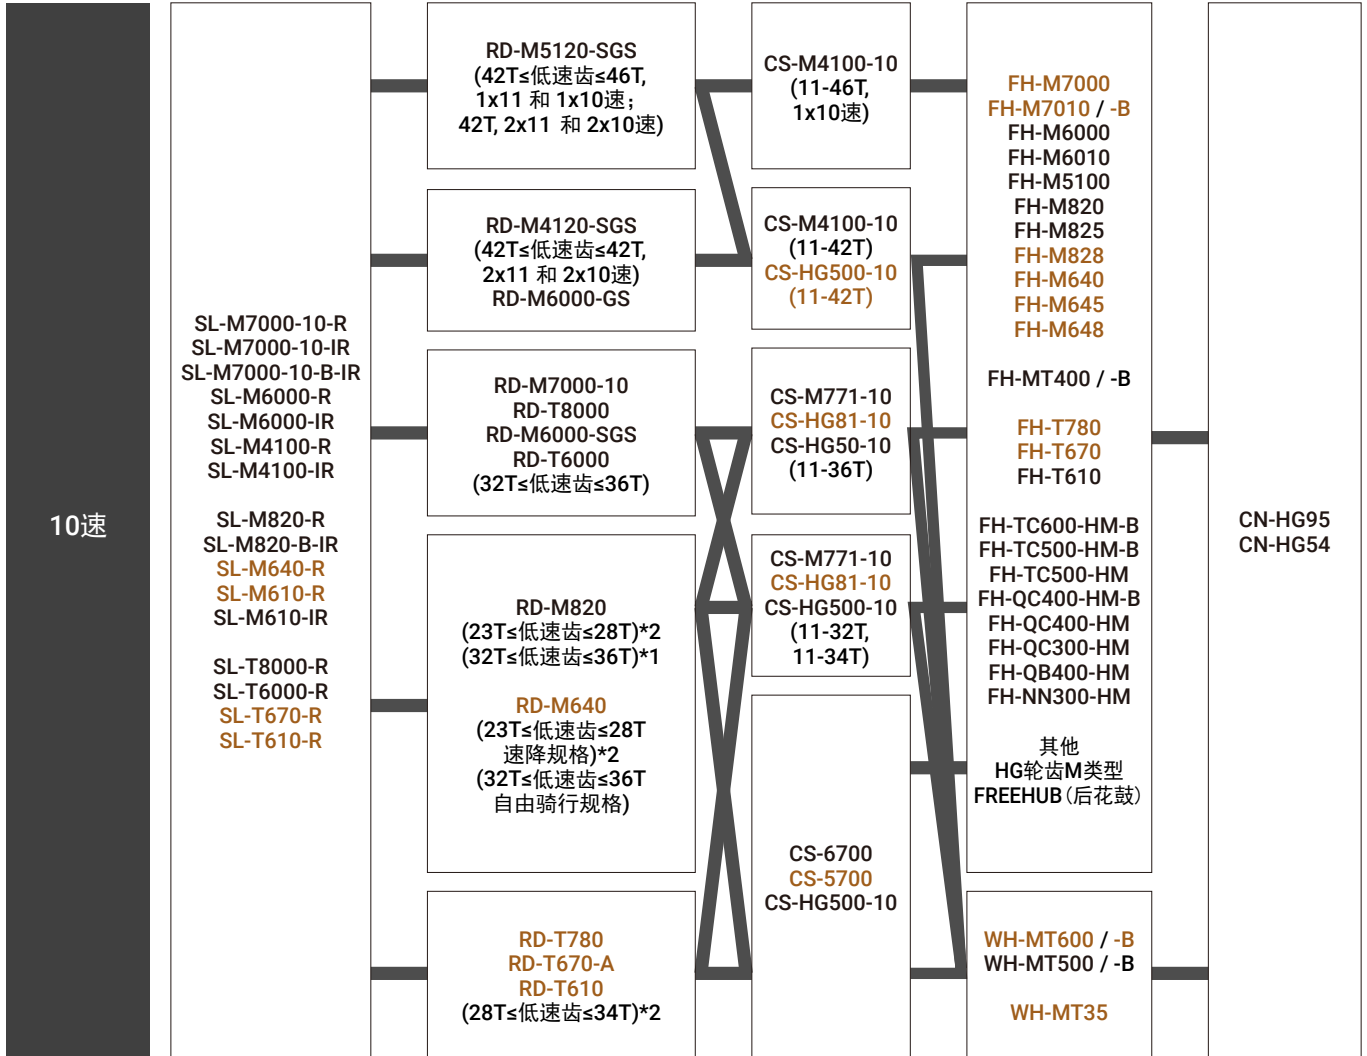 10速
SL-M7000-10-R
SL-M7000-10-IR
SL-M7000-10-B-IR
SL-M6000-R
SL-M6000-IR
SL-M4100-R
SL-M4100-IR
SL-M820-R
SL-M820-B-IR
SL-M640-R
SL-M610-R
SL-M610-IR
SL-T8000-R
SL-T6000-R
SL-T670-R
SL-T610-R
RD-M5120-SGS
(42T≤低速齿≤46T,
1x11 和 1x10速；
42T, 2x11 和 2x10速)
RD-M4120-SGS
(42T≤低速齿≤42T,
2x11 和 2x10速)
RD-M6000-GS
RD-M7000-10
RD-T8000
RD-M6000-SGS
RD-T6000
(32T≤低速齿≤36T)
RD-M820
(23T≤低速齿≤28T)*2
(32T≤低速齿≤36T)*1
RD-M640
(23T≤低速齿≤28T
速降规格)*2
(32T≤低速齿≤36T
自由骑行规格)
RD-T780
RD-T670-A
RD-T610
(28T≤低速齿≤34T)*2
CS-M4100-10
(11-46T,
1x10速)
CS-M4100-10
(11-42T)
CS-HG500-10
(11-42T)
CS-M771-10
CS-HG81-10
CS-HG50-10
(11-36T)
CS-M771-10
CS-HG81-10
CS-HG500-10
(11-32T,
11-34T)
CS-6700
CS-5700
CS-HG500-10
FH-M7000
FH-M7010 / -B
FH-M6000
FH-M6010
FH-M5100
FH-M820
FH-M825
FH-M828
FH-M640
FH-M645
FH-M648
FH-MT400 / -B
FH-T780
FH-T670
FH-T610
FH-TC600-HM-B
FH-TC500-HM-B
FH-TC500-HM
FH-QC400-HM-B
FH-QC400-HM
FH-QC300-HM
FH-QB400-HM
FH-NN300-HM
其他
HG轮齿M类型
FREEHUB（后花鼓）
WH-MT600 / -B
WH-MT500 / -B
WH-MT35
CN-HG95
CN-HG54